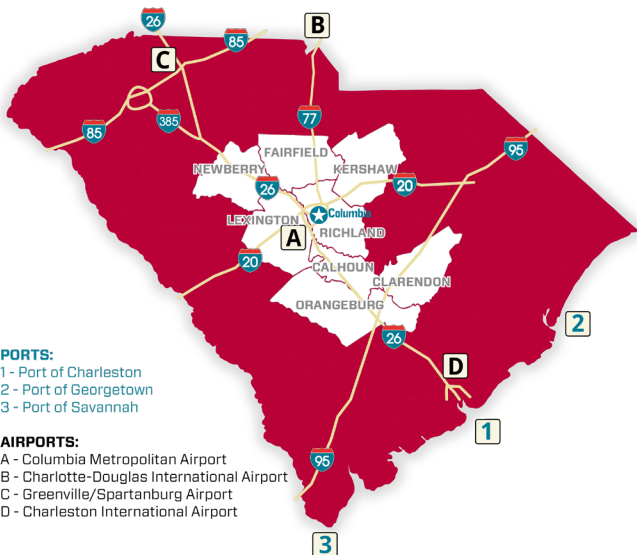 26
B
85
C
85
385
77
95
FAIRFIELD
NEWBERRY
KERSHAW
26
20
Columbia
LEXINGTON
RICHLAND
A
20
CALHOUN
CLARENDON
ORANGEBURG
26
2
D
1
95
3
PORTS:
1 - Port of Charleston
2 - Port of Georgetown
3 - Port of Savannah
AIRPORTS:
A - Columbia Metropolitan Airport
B - Charlotte-Douglas International Airport
C - Greenville/Spartanburg Airport
D - Charleston International Airport